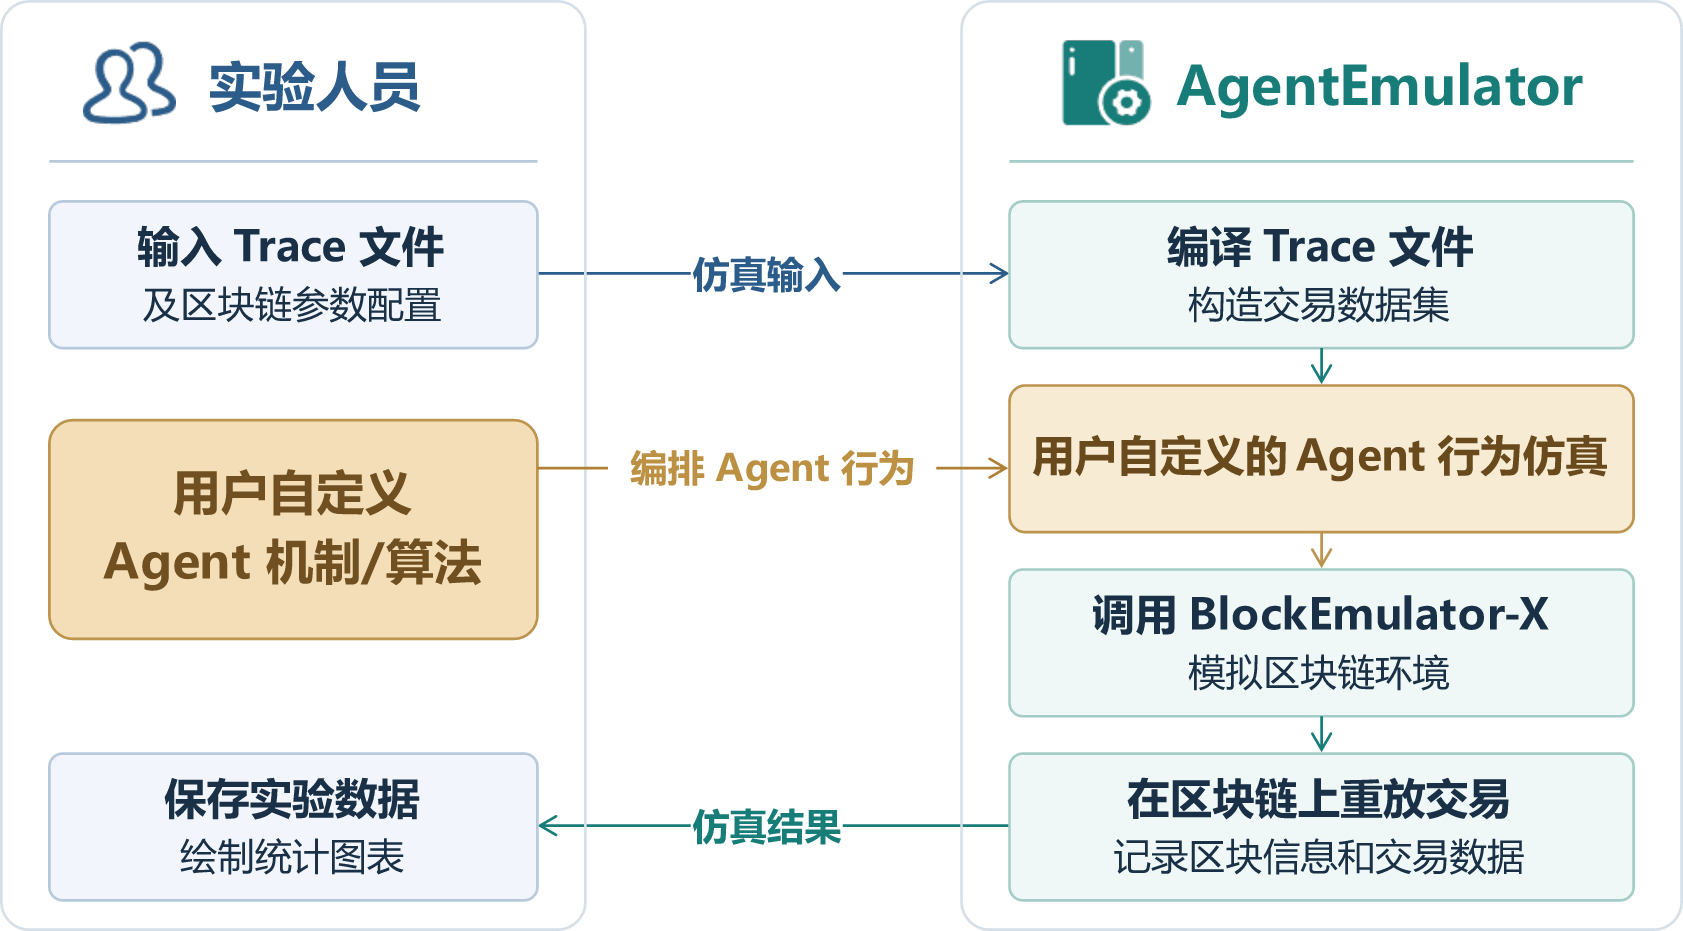 实验人员
输入 Trace 文件
及区块链参数配置
用户自定义
Agent 机制/算法
保存实验数据
绘制统计图表
仿真输入
编排 Agent 行为
仿真结果
AgentEmulator
编译 Trace 文件
构造交易数据集
用户自定义的 Agent 行为仿真
调用 BlockEmulator-X
模拟区块链环境
在区块链上重放交易
记录区块信息和交易数据